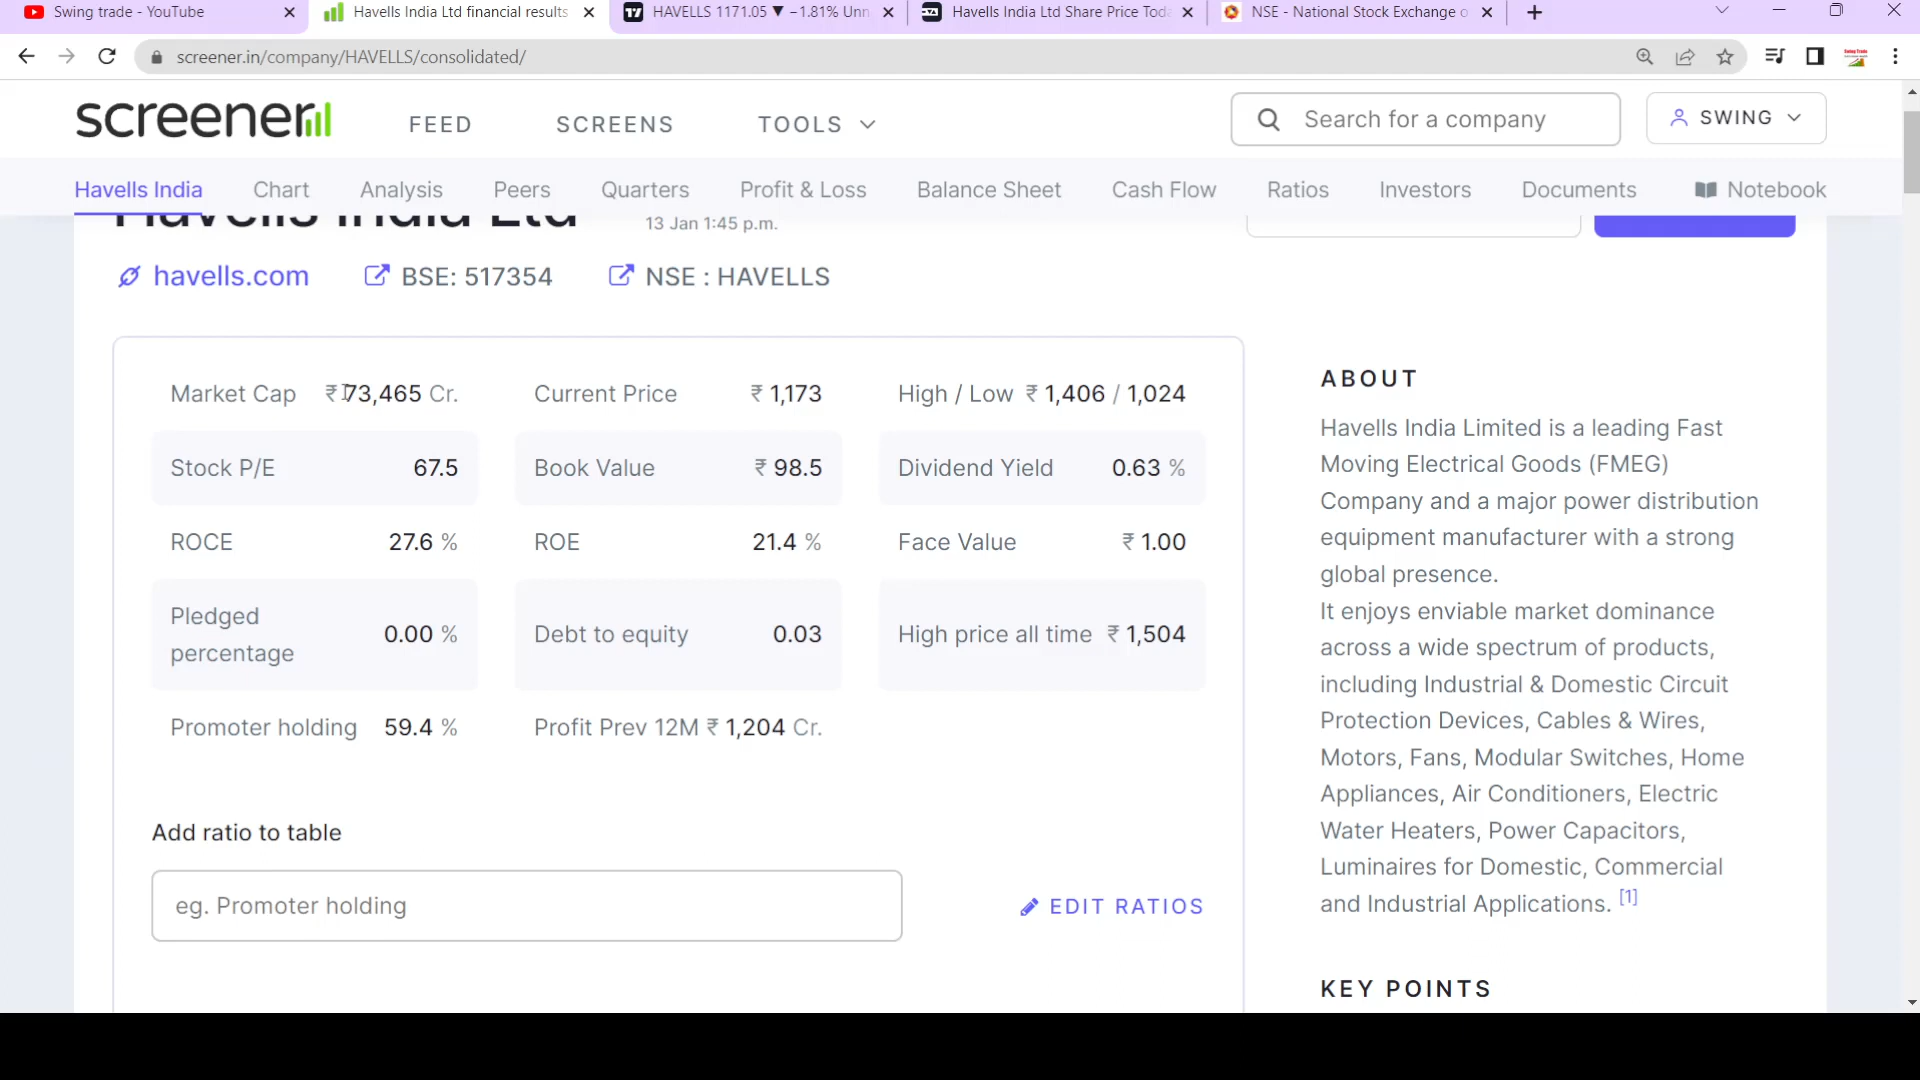 Swing trade - YouTube
Havells India Ltd financial results
HAVELLS 1171.05 ▼ −1.81% Unn
Havells India Ltd Share Price Toda
NSE - National Stock Exchange o
screener.in/company/HAVELLS/consolidated/
screener
FEED
SCREENS
TOOLS
Search for a company
SWING
Havells India
Chart
Analysis
Peers
Quarters
Profit & Loss
Balance Sheet
Cash Flow
Ratios
Investors
Documents
Notebook
Havells India Ltd
13 Jan 1:45 p.m.
havells.com
BSE: 517354
NSE : HAVELLS
Market Cap ₹ 73,465 Cr.
Current Price ₹ 1,173
High / Low ₹ 1,406 / 1,024
Stock P/E 67.5
Book Value ₹ 98.5
Dividend Yield 0.63 %
ROCE 27.6 %
ROE 21.4 %
Face Value ₹ 1.00
Pledged
percentage 0.00 %
Debt to equity 0.03
High price all time ₹ 1,504
Promoter holding 59.4 %
Profit Prev 12M ₹ 1,204 Cr.
Add ratio to table
eg. Promoter holding
EDIT RATIOS
ABOUT
Havells India Limited is a leading Fast
Moving Electrical Goods (FMEG)
Company and a major power distribution
equipment manufacturer with a strong
global presence.
It enjoys enviable market dominance
across a wide spectrum of products,
including Industrial & Domestic Circuit
Protection Devices, Cables & Wires,
Motors, Fans, Modular Switches, Home
Appliances, Air Conditioners, Electric
Water Heaters, Power Capacitors,
Luminaires for Domestic, Commercial
and Industrial Applications. [1]
KEY POINTS